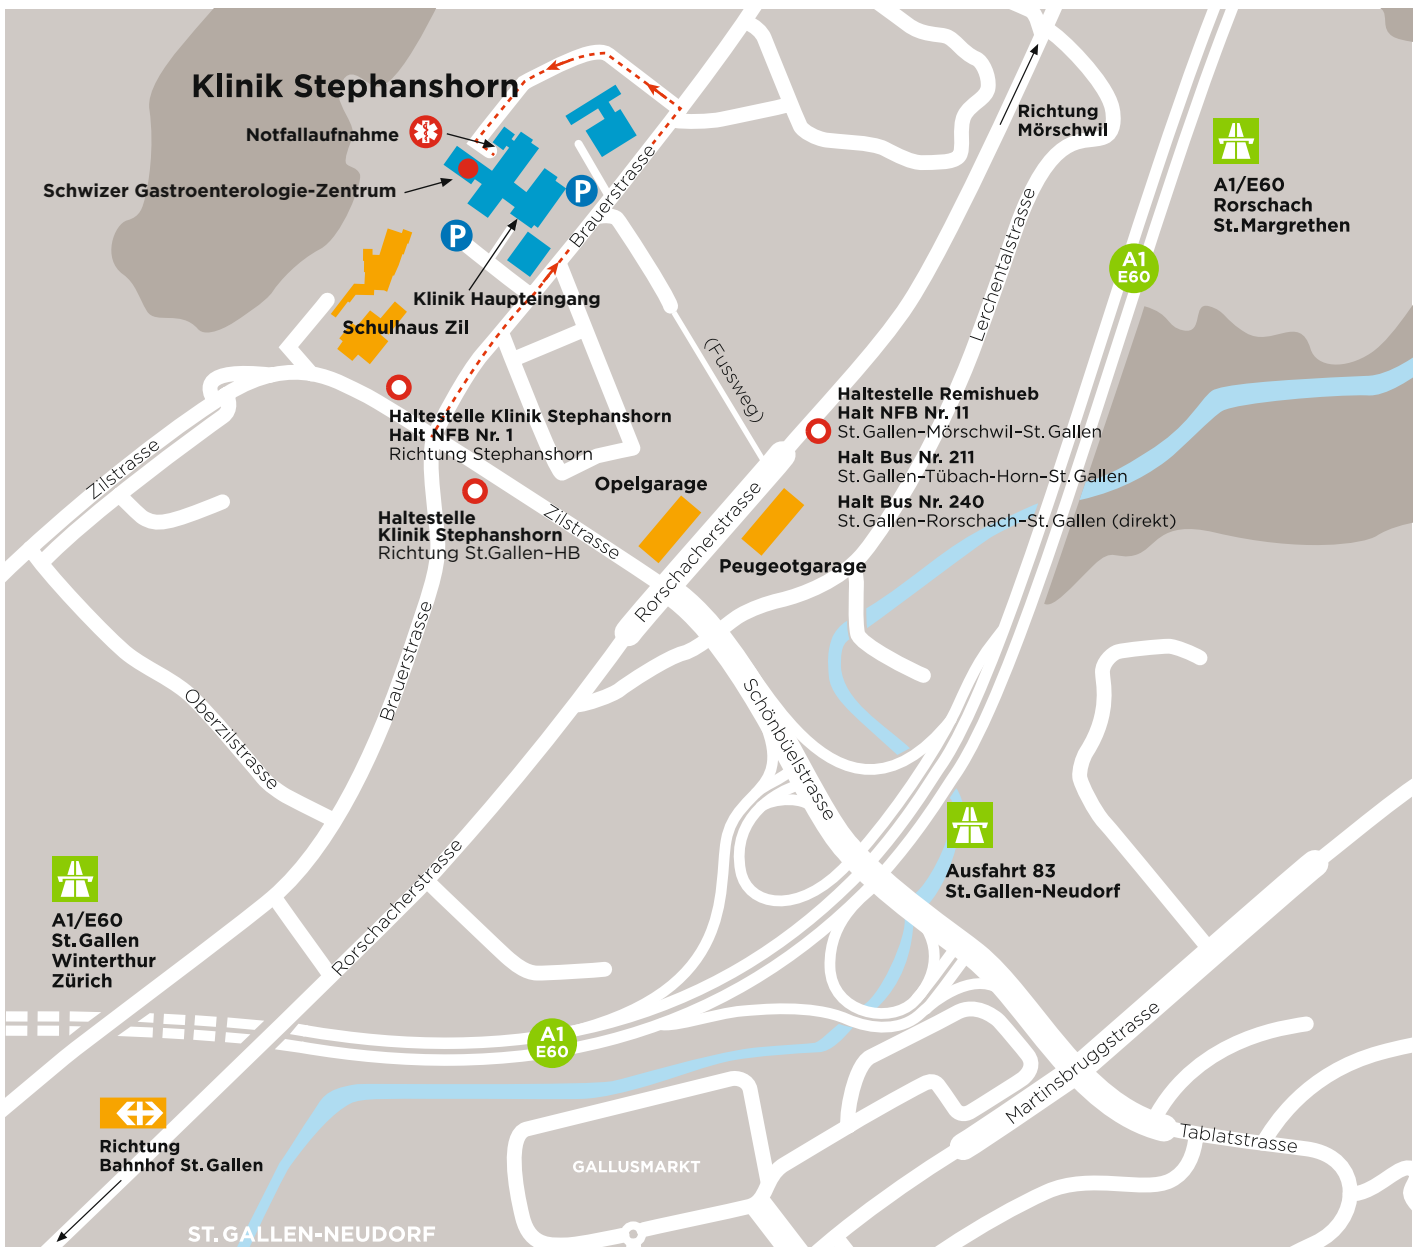 Klinik Stephanshorn
Notfallaufnahme
Schwizer Gastroenterologie-Zentrum
P
P
Brauerstrasse
Klinik Haupteingang
Schulhaus Zil
Richtung
Mörschwil
A1/E60
Rorschach
St.Margrethen
A1
E60
Lerchentalstrasse
(Fussweg)
Haltestelle Klinik Stephanshorn
Halt NFB Nr. 1
Richtung Stephanshorn
Haltestelle Remishueb
Halt NFB Nr. 11
St.Gallen–Mörschwil–St.Gallen
Halt Bus Nr. 211
St.Gallen–Tübach-Horn–St.Gallen
Halt Bus Nr. 240
St.Gallen–Rorschach–St.Gallen (direkt)
Zilstrasse
Opelgarage
Haltestelle
Klinik Stephanshorn
Richtung St.Gallen–HB
Zilstrasse
Rorschacherstrasse
Peugeotgarage
Brauerstrasse
Oberzilstrasse
Schönbüelstrasse
Rorschacherstrasse
Ausfahrt 83
St.Gallen-Neudorf
A1/E60
St.Gallen
Winterthur
Zürich
A1
E60
Martinsbruggstrasse
Tablatstrasse
Richtung
Bahnhof St.Gallen
GALLUSMARKT
ST.GALLEN-NEUDORF